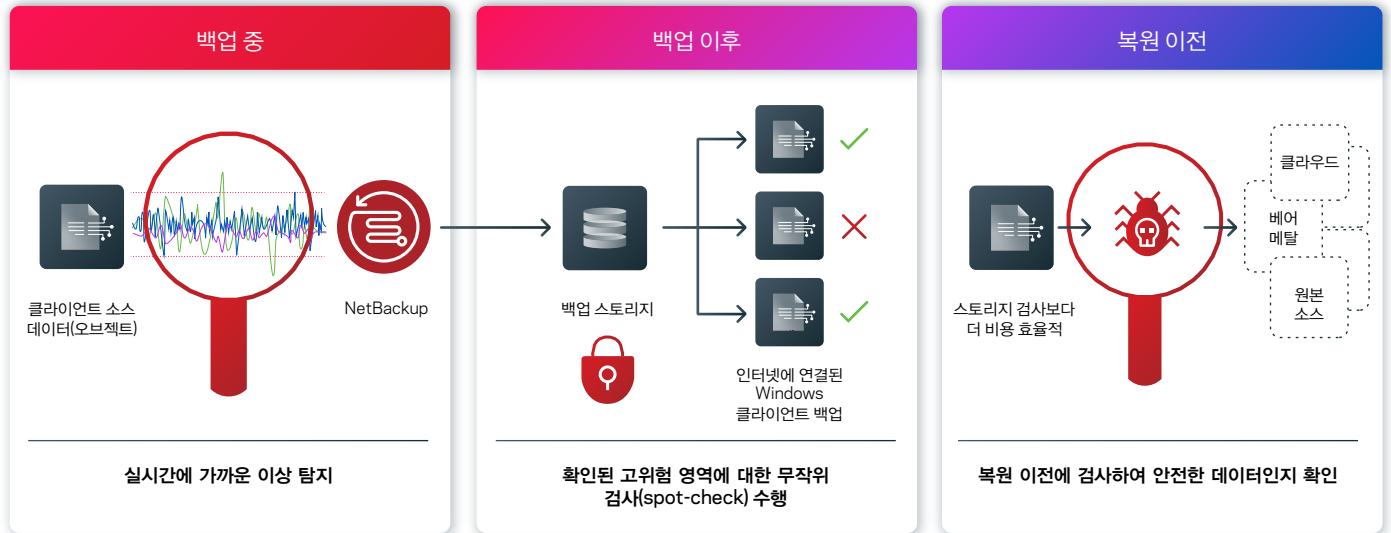 백업 중
클라이언트 소스
데이터(오브젝트)
NetBackup
실시간에 가까운 이상 탐지
백업 이후
백업 스토리지
인터넷에 연결된
Windows
클라이언트 백업
확인된 고위험 영역에 대한 무작위
검사(spot-check) 수행
복원 이전
스토리지 검사보다
더 비용 효율적
클라우드
베어
메탈
원본
소스
복원 이전에 검사하여 안전한 데이터인지 확인